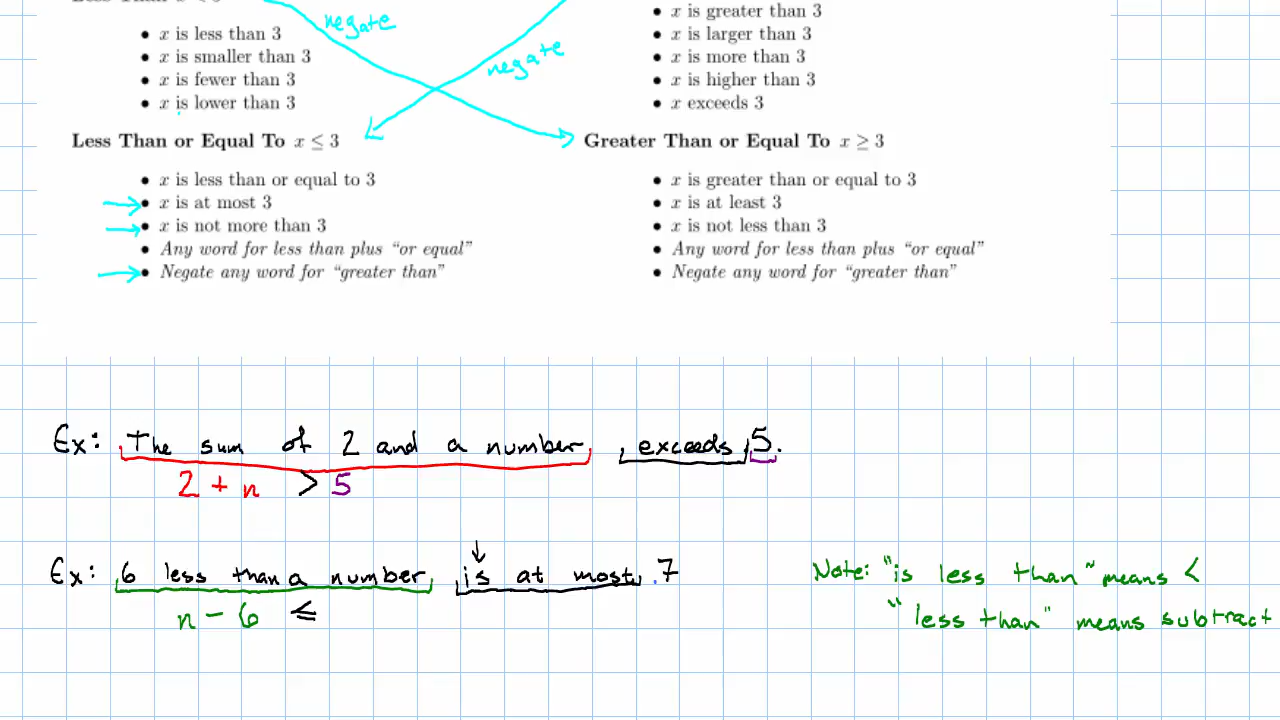 negate
• x is less than 3
• x is smaller than 3
• x is fewer than 3
• x is lower than 3
Less Than or Equal To x ≤ 3
• x is less than or equal to 3
• x is at most 3
• x is not more than 3
• Any word for less than plus “or equal”
• Negate any word for “greater than”
negate
• x is greater than 3
• x is larger than 3
• x is more than 3
• x is higher than 3
• x exceeds 3
Greater Than or Equal To x ≥ 3
• x is greater than or equal to 3
• x is at least 3
• x is not less than 3
• Any word for less than plus “or equal”
• Negate any word for “greater than”
Ex: The sum of 2 and a number exceeds 5.
2 + n > 5
Ex: 6 less than a number is at most 7
n - 6 ≤
Note: "is less than" means <
"less than" means subtract